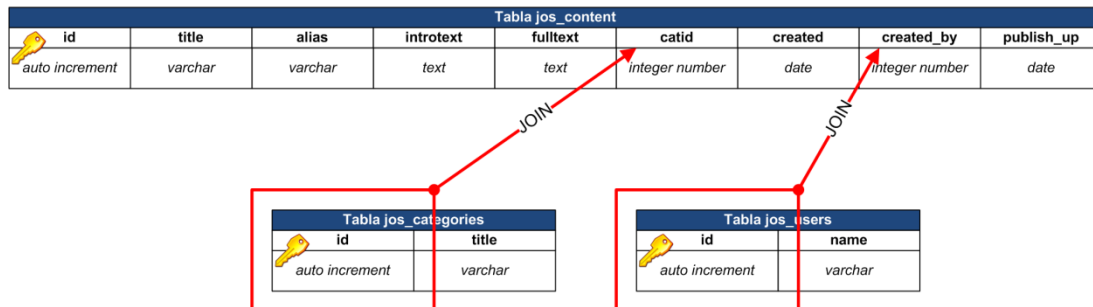 Tabla jos_content
id title alias introtext fulltext catid created created_by publish_up
auto increment varchar varchar text text integer number date integer number date
JOIN JOIN
Tabla jos_categories Tabla jos_users
id title id name
auto increment varchar auto increment varchar